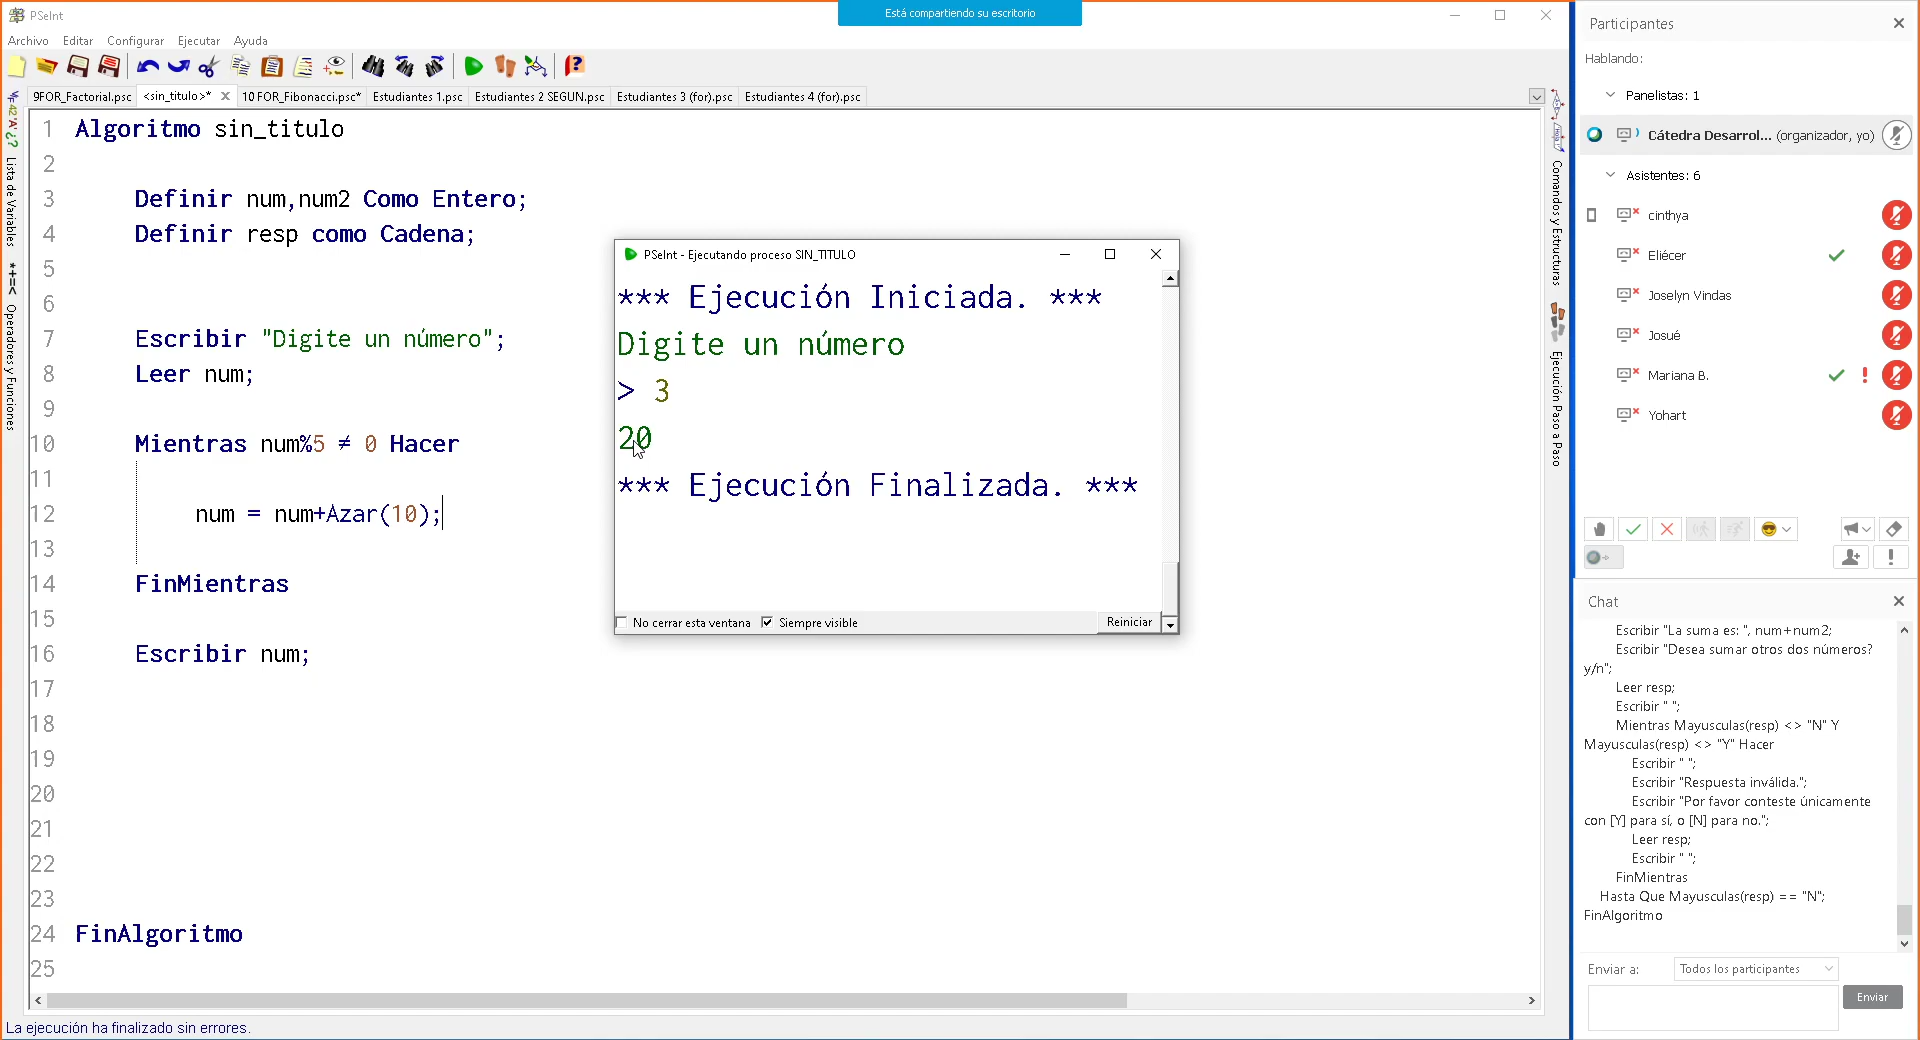 PSeInt
Está compartiendo su escritorio
Archivo Editar Configurar Ejecutar Ayuda
9FOR_Factorial.psc <sin_titulo>* 10 FOR_Fibonacci.psc* Estudiantes 1.psc Estudiantes 2 SEGUN.psc Estudiantes 3 (for).psc Estudiantes 4 (for).psc
Lista de Variables
Operadores y Funciones
1 Algoritmo sin_titulo
2
3 Definir num,num2 Como Entero;
4 Definir resp como Cadena;
5
6
7 Escribir "Digite un número";
8 Leer num;
9
10 Mientras num%5 ≠ 0 Hacer
11
12 num = num+Azar(10);
13
14 FinMientras
15
16 Escribir num;
17
18
19
20
21
22
23
24 FinAlgoritmo
25
La ejecución ha finalizado sin errores.
PSeInt - Ejecutando proceso SIN_TITULO
*** Ejecución Iniciada. ***
Digite un número
> 3
20
*** Ejecución Finalizada. ***
No cerrar esta ventana Siempre visible Reiniciar
Comandos y Estructuras
Ejecución Paso a Paso
Participantes
Hablando:
Panelistas: 1
Cátedra Desarrol... (organizador, yo)
Asistentes: 6
cinthya
Eliécer
Joselyn Vindas
Josué
Mariana B.
Yohart
Chat
Escribir "La suma es: ", num+num2;
Escribir "Desea sumar otros dos números?
y/n";
Leer resp;
Escribir " ";
Mientras Mayusculas(resp) <> "N" Y
Mayusculas(resp) <> "Y" Hacer
Escribir " ";
Escribir "Respuesta inválida.";
Escribir "Por favor conteste únicamente
con [Y] para sí, o [N] para no.";
Leer resp;
Escribir " ";
FinMientras
Hasta Que Mayusculas(resp) == "N";
FinAlgoritmo
Enviar a: Todos los participantes
Enviar